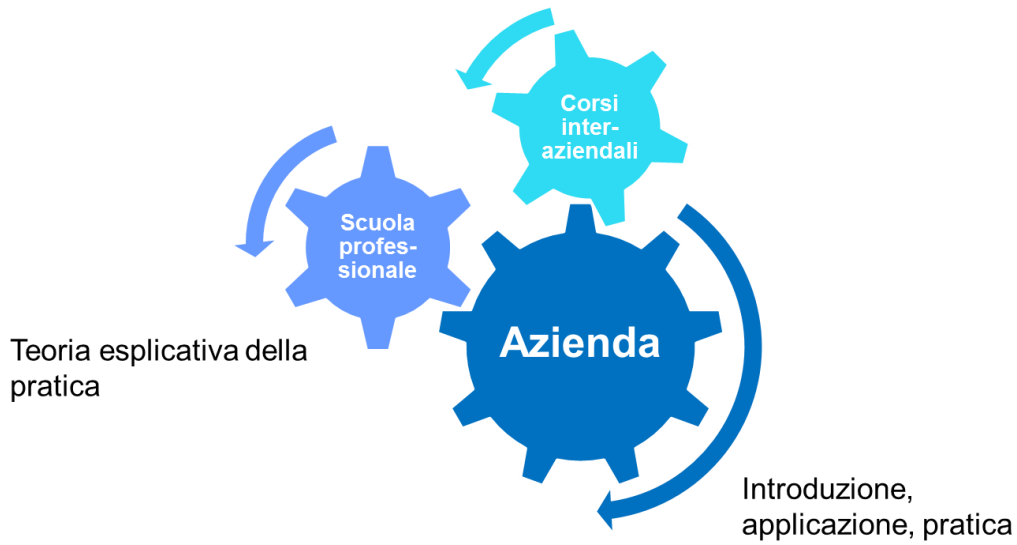 Corsi
inter-
aziendali
Scuola
profes-
sionale
Azienda
Teoria esplicativa della
pratica
Introduzione,
applicazione, pratica